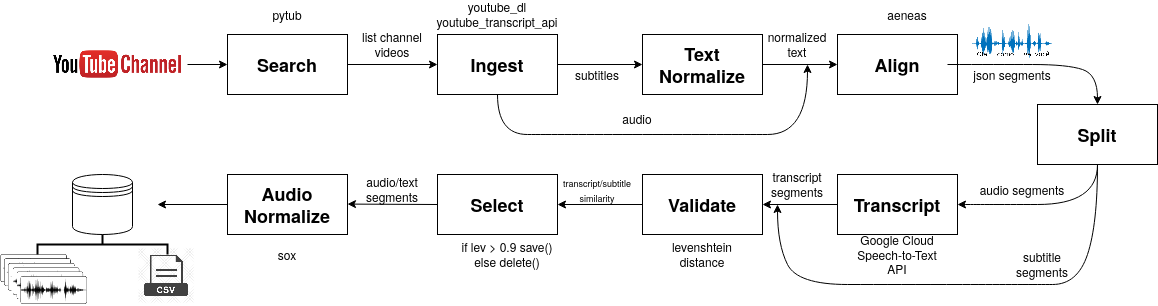 pytub
youtube_dl
youtube_transcript_api
aeneas
YouTube Channel
Search
list channel
videos
Ingest
subtitles
Text
Normalize
normalized
text
Align
json segments
audio
Split
Audio
Normalize
audio/text
segments
Select
transcript/subtitle
similarity
Validate
transcript
segments
Transcript
audio segments
sox
if lev > 0.9 save()
else delete()
levenshtein
distance
Google Cloud
Speech-to-Text
API
subtitle
segments
CSV